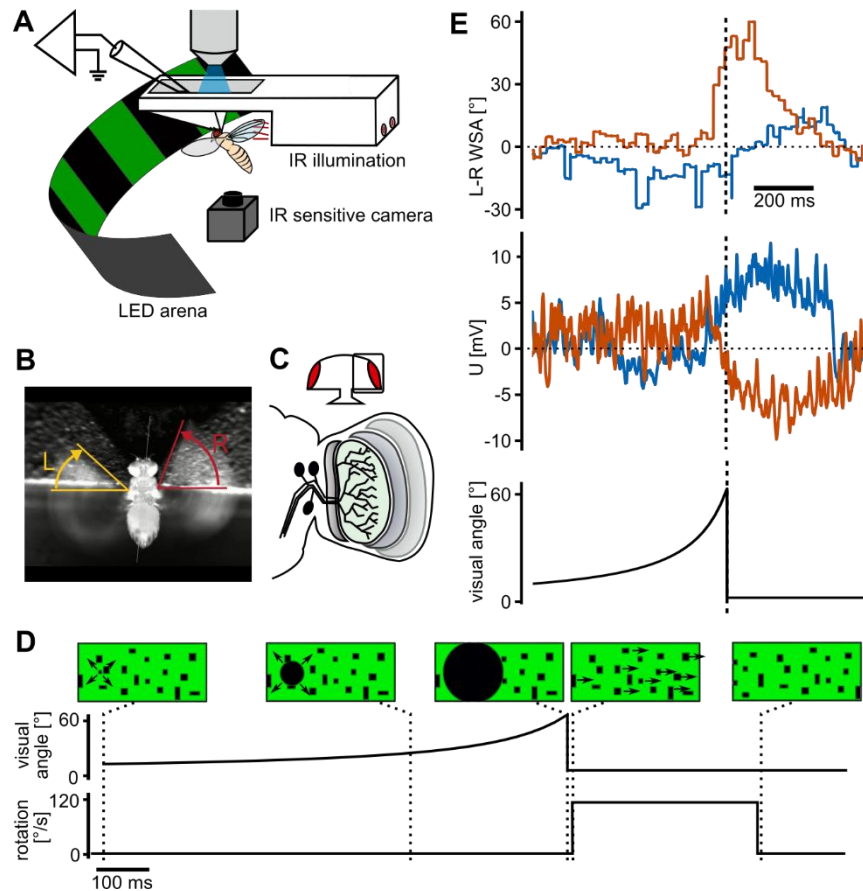 A
IR illumination
IR sensitive camera
LED arena
B
L
R
C
D
visual
angle [°]
60
0
rotation
[°/s]
120
0
100 ms
E
L-R WSA [°]
60
30
0
-30
200 ms
U [mV]
10
5
0
-5
-10
visual angle [°]
60
0